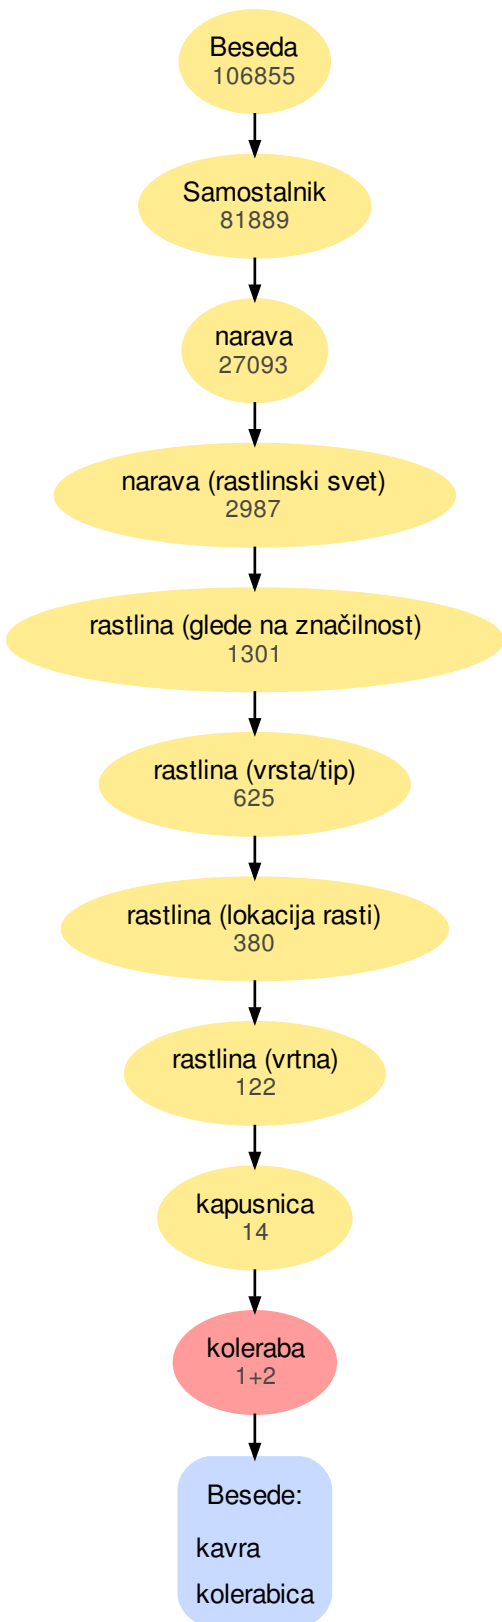 Beseda
106855
Samostalnik
81889
narava
27093
narava (rastlinski svet)
2987
rastlina (glede na značilnost)
1301
rastlina (vrsta/tip)
625
rastlina (lokacija rasti)
380
rastlina (vrtna)
122
kapusnica
14
koleraba
1+2
Besede:
kavra
kolerabica